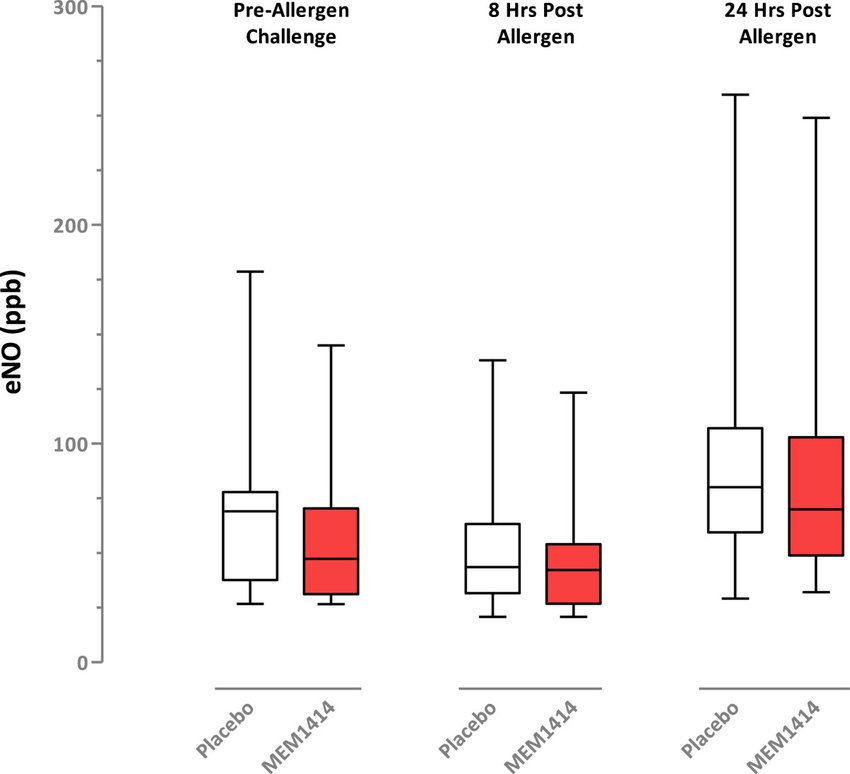 Pre-Allergen
Challenge
8 Hrs Post
Allergen
24 Hrs Post
Allergen
eNO (ppb)
300
200
100
0
Placebo
MEM1414
Placebo
MEM1414
Placebo
MEM1414